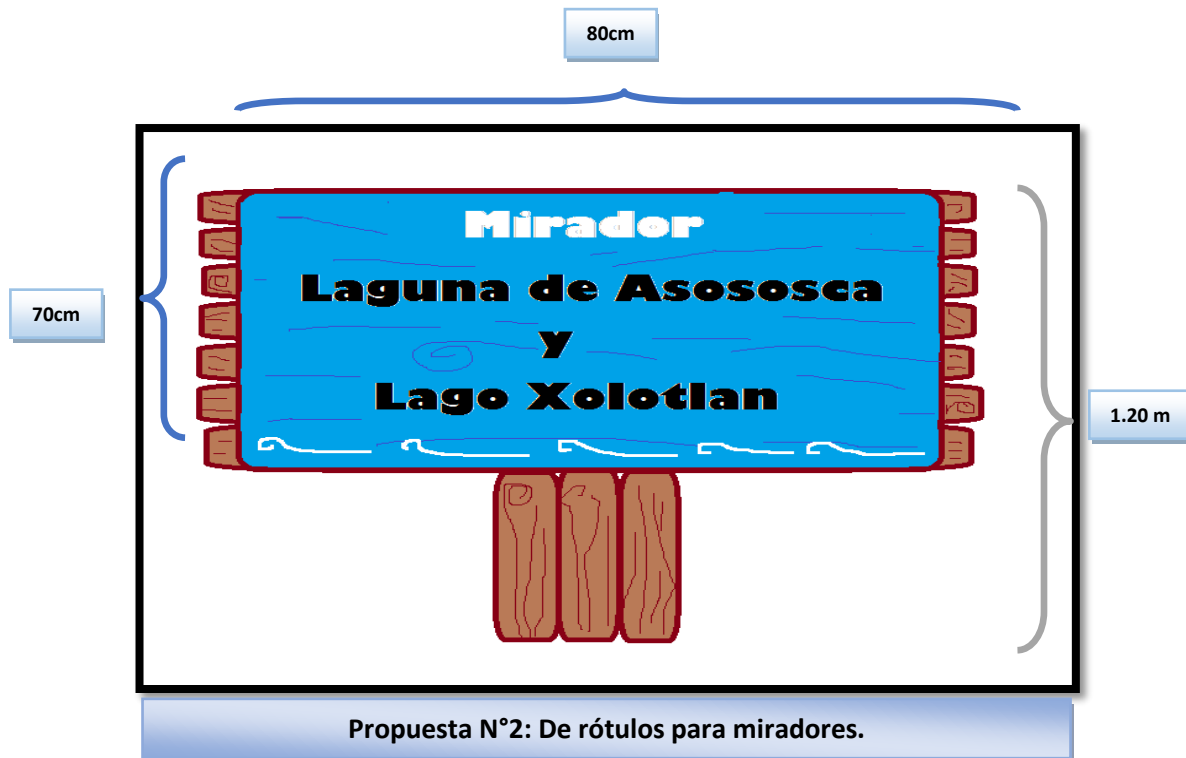 80cm
Mirador
Laguna de Asososca
70cm
y
Lago Xolotlan
1.20 m
Propuesta N°2: De rótulos para miradores.